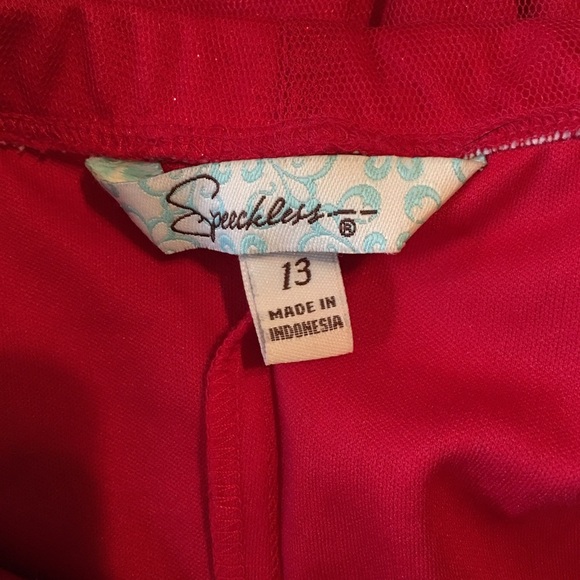 Speechless-- ®
13
MADE IN
INDONESIA